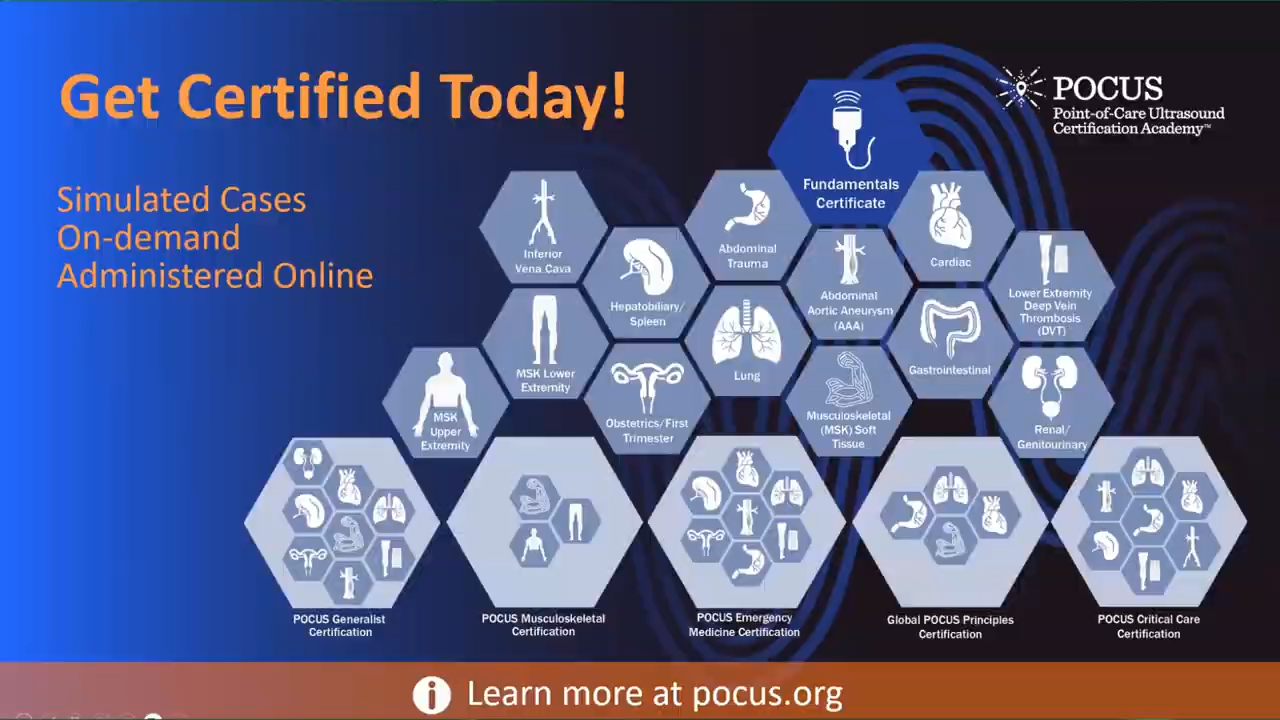 Get Certified Today!
POCUS
Point-of-Care Ultrasound
Certification Academy™
Simulated Cases
On-demand
Administered Online
Fundamentals
Certificate
Inferior
Vena Cava
Hepatobiliary/
Spleen
Abdominal
Trauma
Abdominal
Aortic Aneurysm
(AAA)
Cardiac
Lower Extremity
Deep Vein
Thrombosis
(DVT)
MSK Lower
Extremity
Lung
Gastrointestinal
MSK
Upper
Extremity
Obstetrics/First
Trimester
Musculoskeletal
(MSK) Soft
Tissue
Renal/
Genitourinary
POCUS Generalist
Certification
POCUS Musculoskeletal
Certification
POCUS Emergency
Medicine Certification
Global POCUS Principles
Certification
POCUS Critical Care
Certification
i Learn more at pocus.org